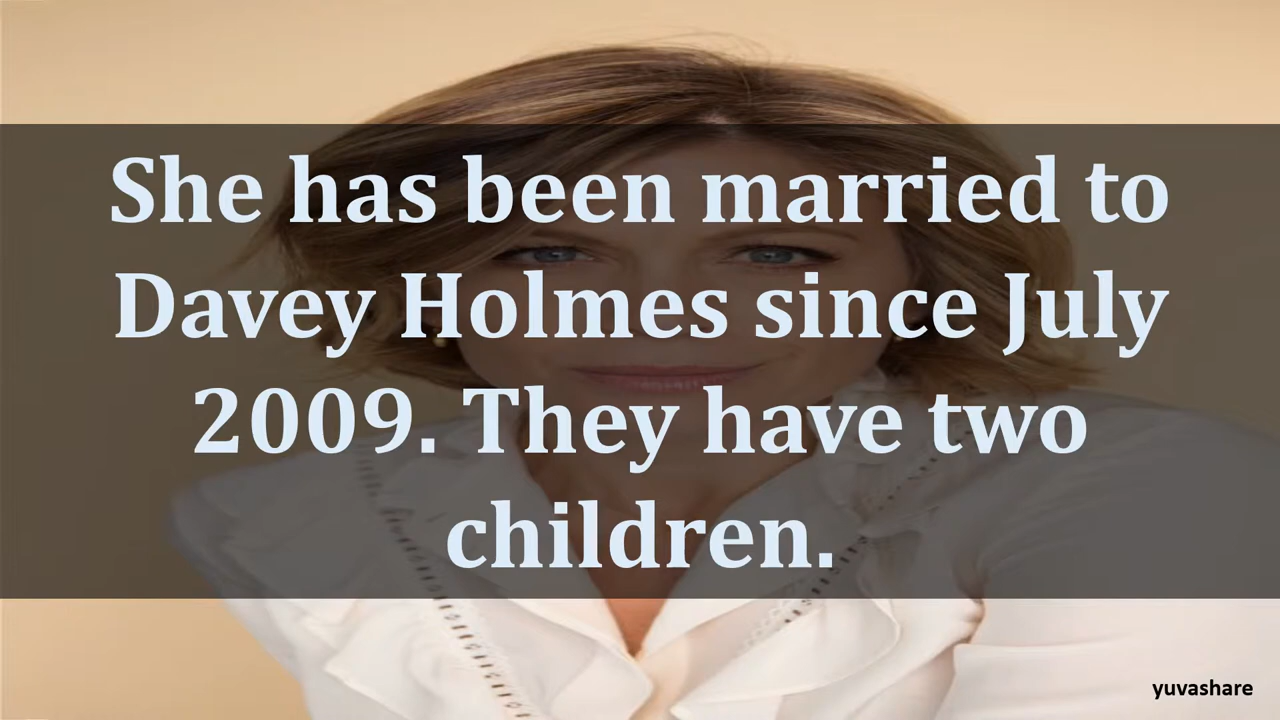 She has been married to
Davey Holmes since July
2009. They have two
children.
yuvashare